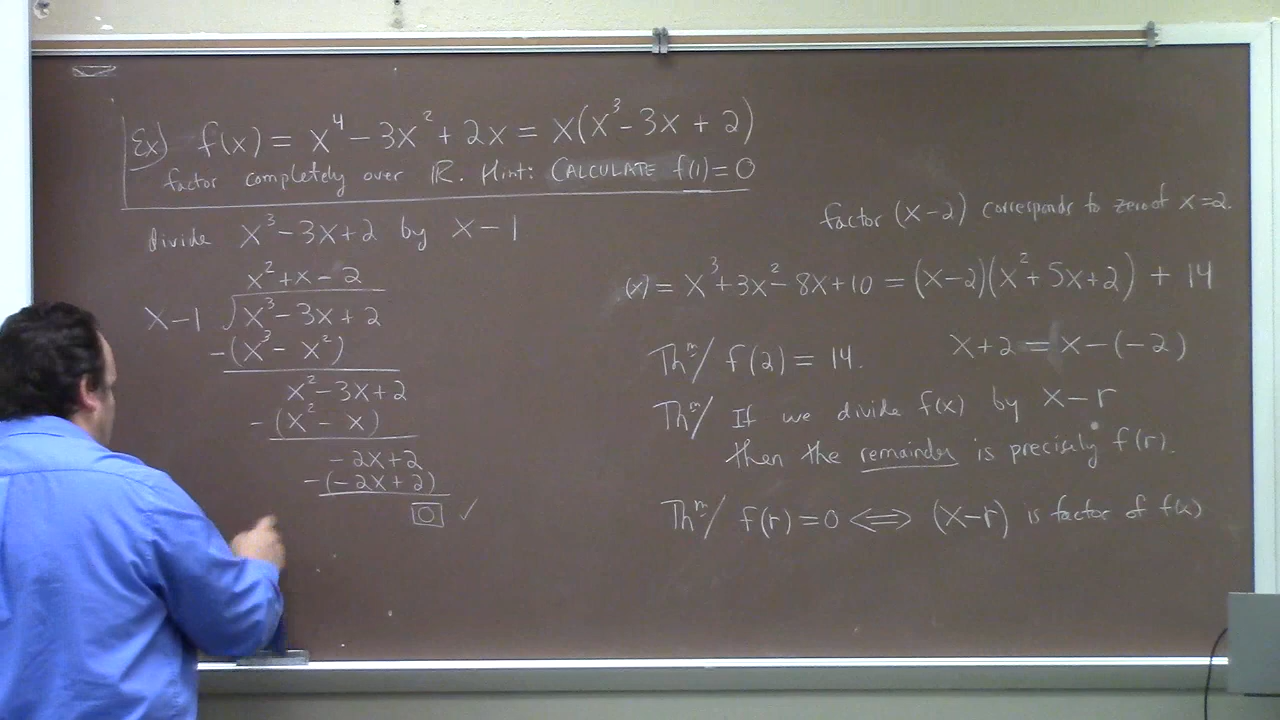 Ex) f(x) = x⁴ − 3x² + 2x = x(x³ − 3x + 2)
factor completely over ℝ. Hint: CALCULATE f(1) = 0
divide x³ − 3x + 2 by x − 1
x² + x − 2
x − 1 √ x³ − 3x + 2
−(x³ − x²)
x² − 3x + 2
−(x² − x)
−2x + 2
−(−2x + 2)
0 ✓
factor (x−2) corresponds to zero of x = 2.
(x) = x³ + 3x² − 8x + 10 = (x−2)(x² + 5x + 2) + 14
Thᵐ/ f(2) = 14.
x + 2 = x − (−2)
Thᵐ/ If we divide f(x) by x − r
then the remainder is precisely f(r).
Thᵐ/ f(r) = 0 ⟺ (x−r) is factor of f(x)